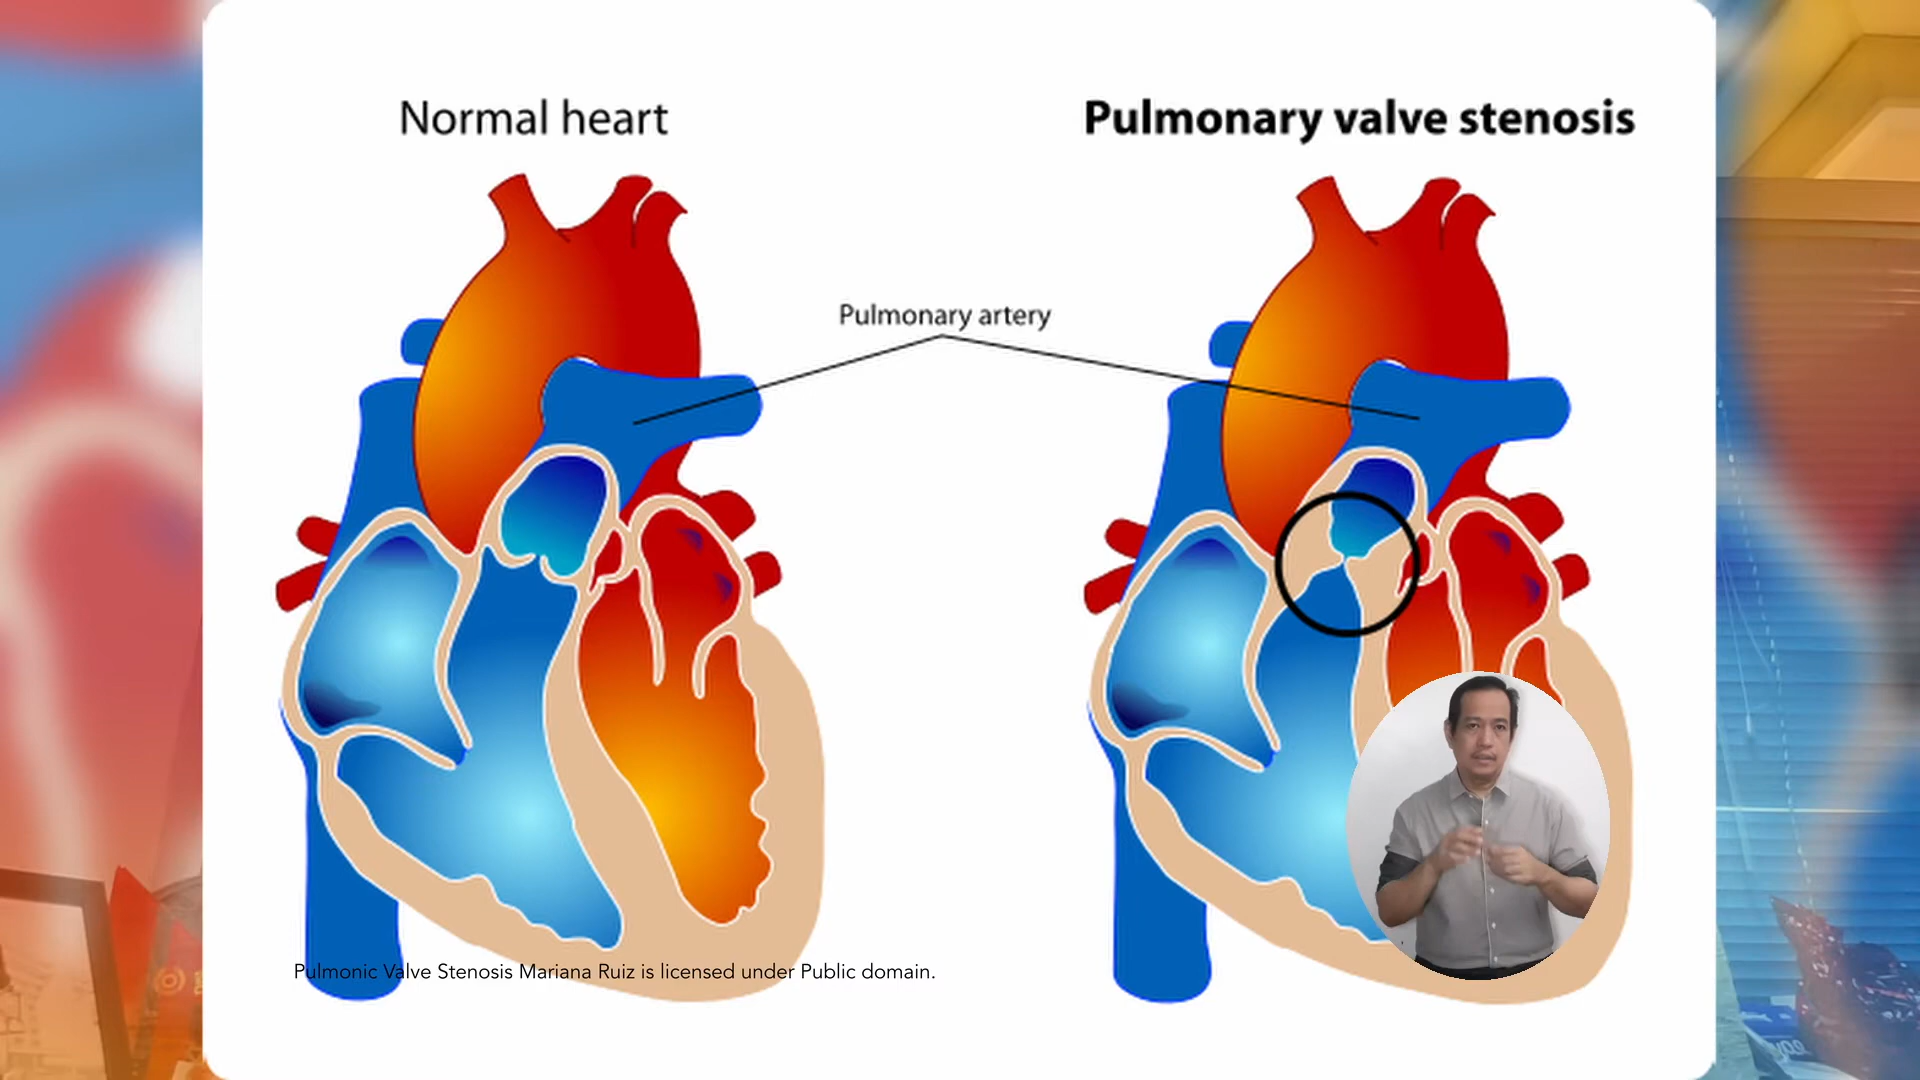 Normal heart
Pulmonary valve stenosis
Pulmonary artery
Pulmonic Valve Stenosis Mariana Ruiz is licensed under Public domain.